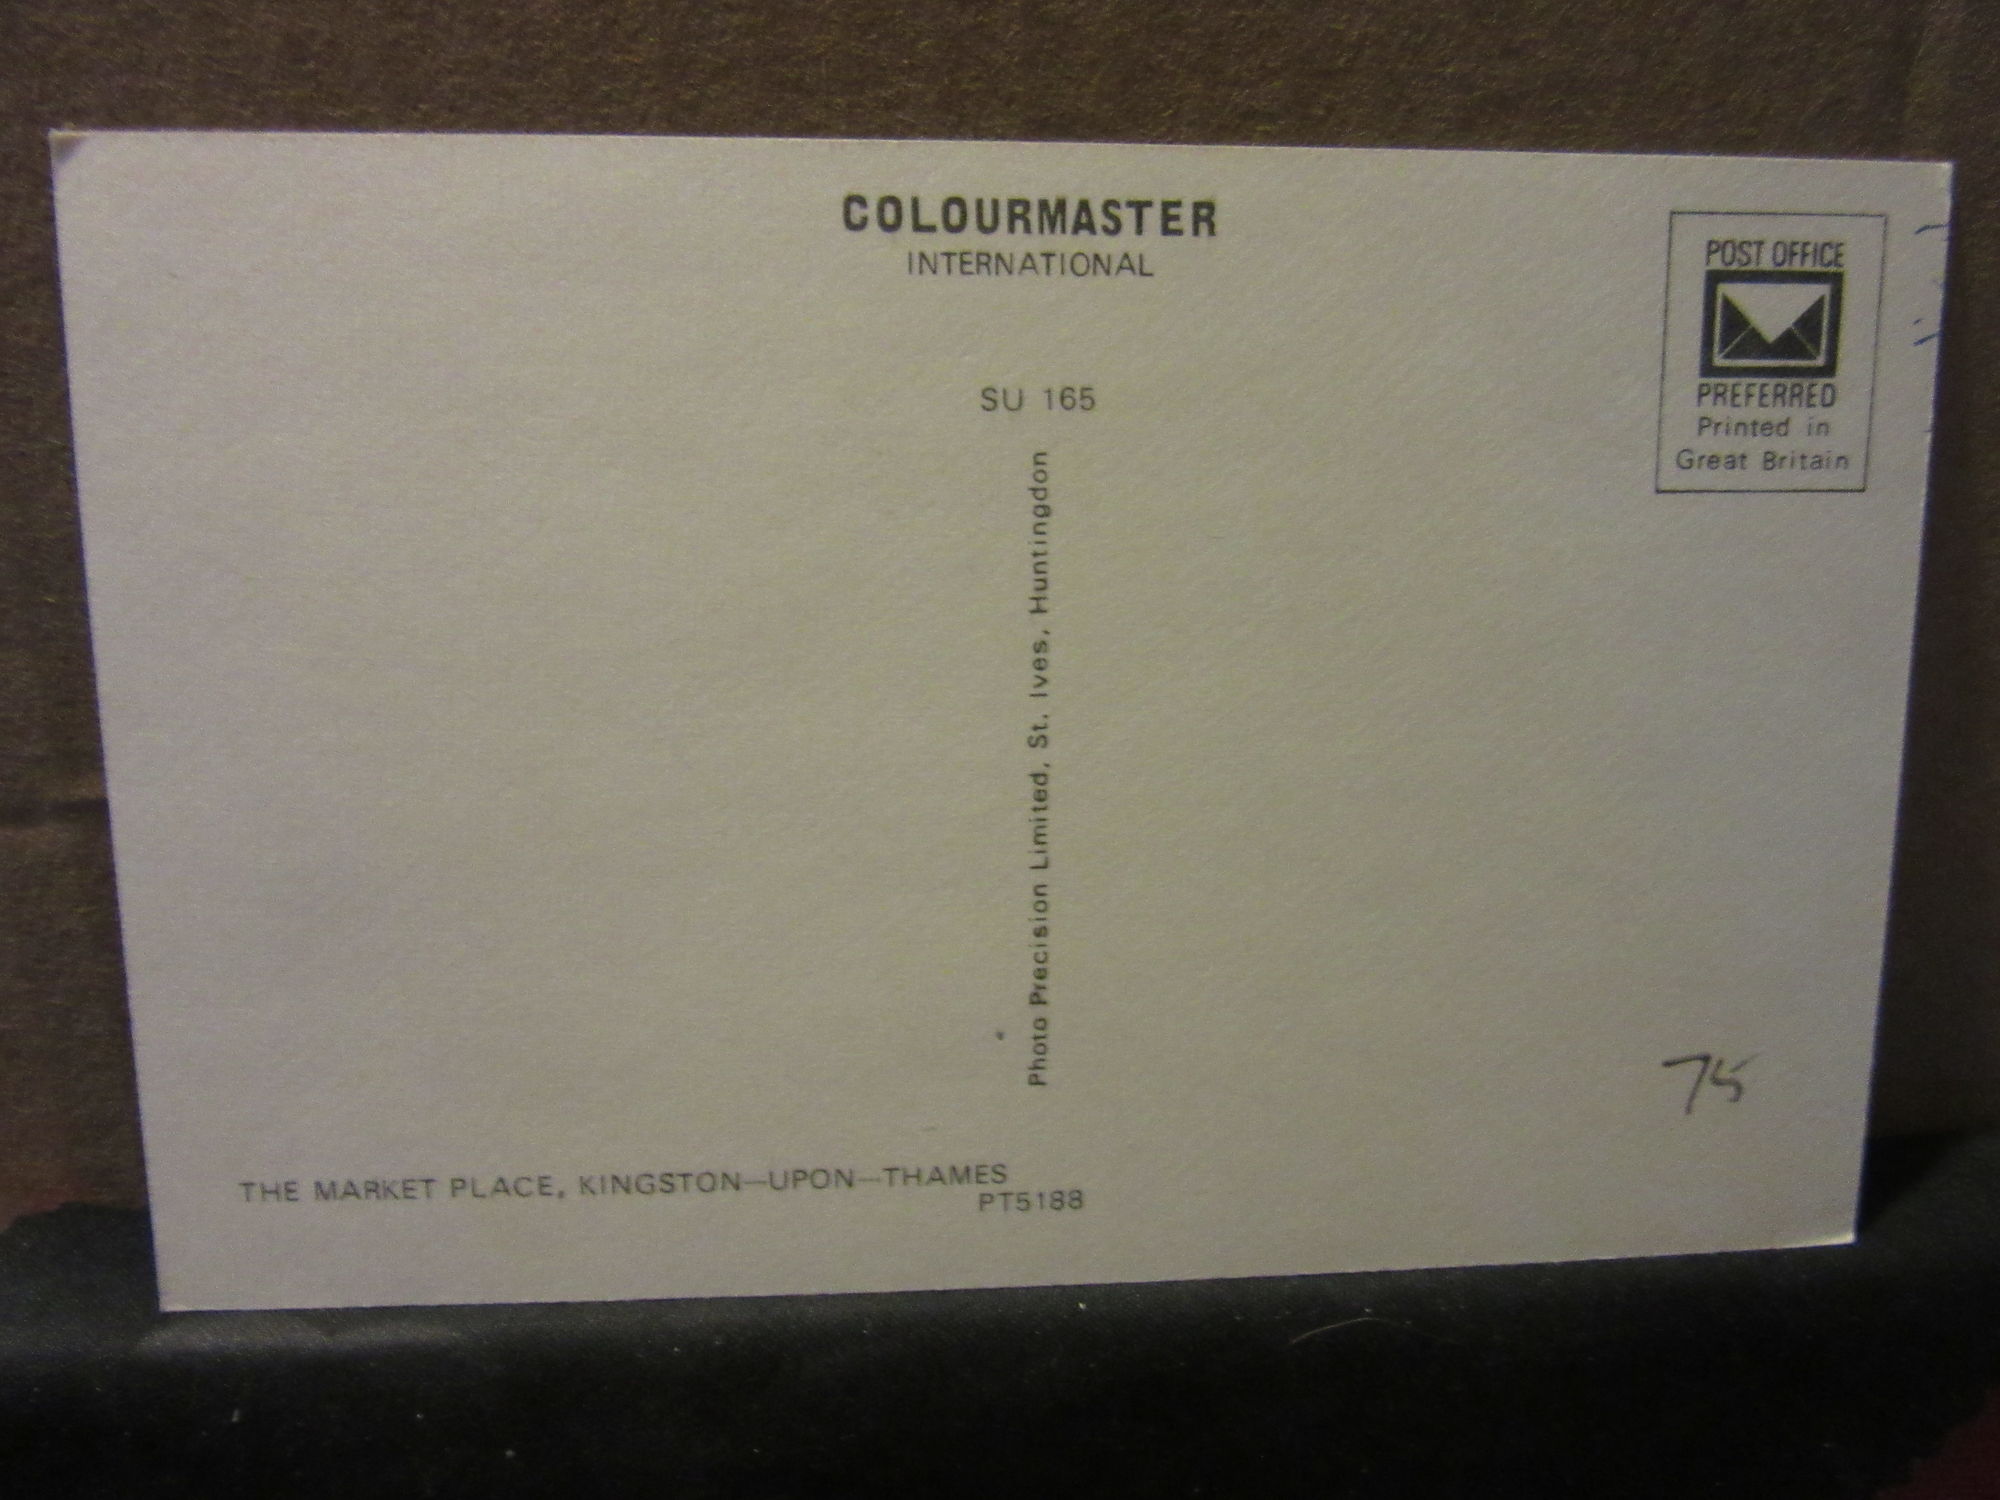 COLOURMASTER
INTERNATIONAL
SU 165
Photo Precision Limited, St. Ives, Huntingdon
POST OFFICE
PREFERRED
Printed in
Great Britain
75
THE MARKET PLACE, KINGSTON—UPON—THAMES
PT5188